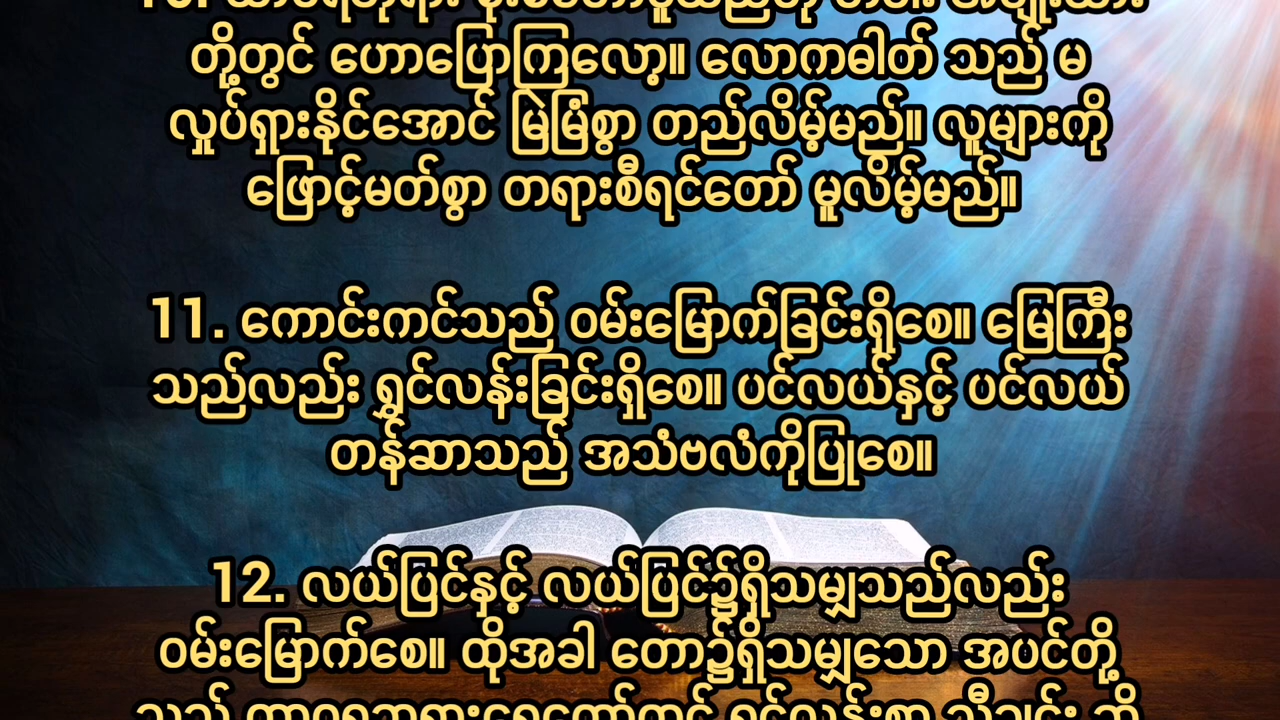 တို့တွင် ဟောပြောကြလော့။ လောကဓါတ် သည် မ
လှုပ်ရှားနိုင်အောင် မြဲမြံစွာ တည်လိမ့်မည်။ လူများကို
ဖြောင့်မတ်စွာ တရားစီရင်တော် မူလိမ့်မည်။
11. ကောင်းကင်သည် ဝမ်းမြောက်ခြင်းရှိစေ။ မြေကြီး
သည်လည်း ရွှင်လန်းခြင်းရှိစေ။ ပင်လယ်နှင့် ပင်လယ်
တန်ဆာသည် အသံဗလံကိုပြုစေ။
12. လယ်ပြင်နှင့် လယ်ပြင်၌ရှိသမျှသည်လည်း
ဝမ်းမြောက်စေ။ ထိုအခါ တော၌ရှိသမျှသော အပင်တို့